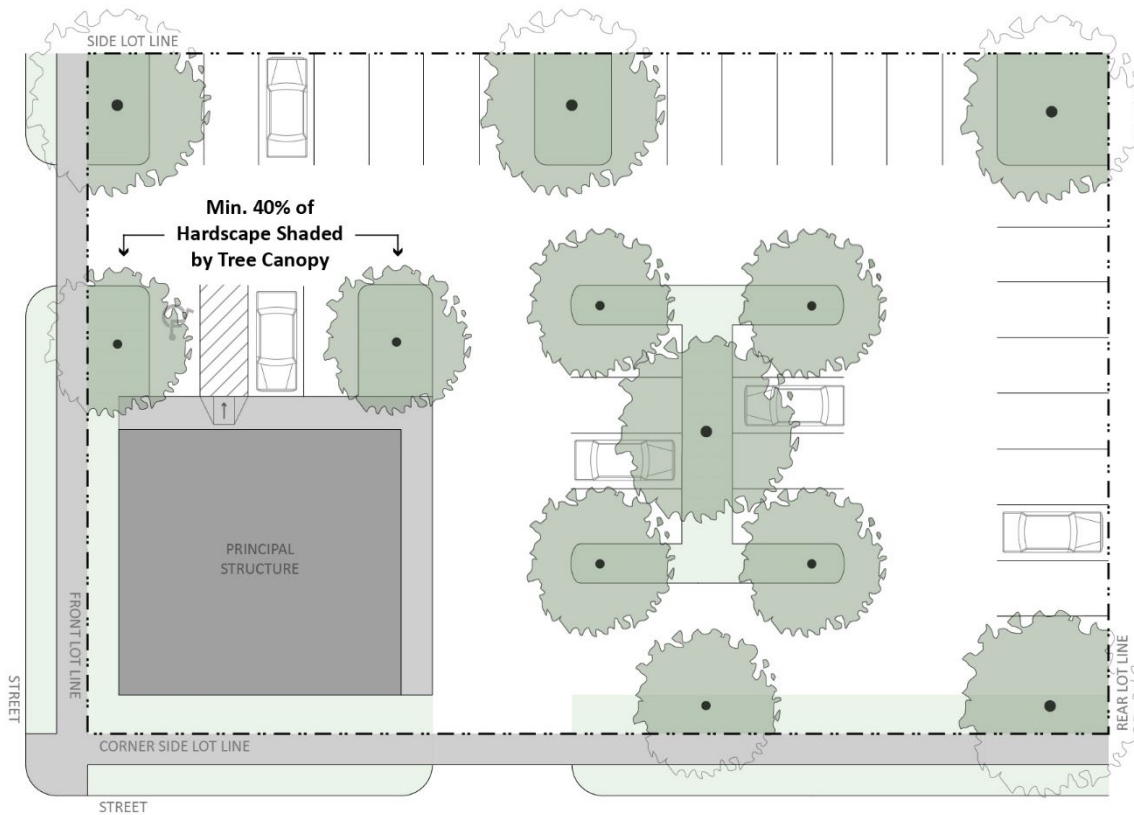 SIDE LOT LINE
Min. 40% of
Hardscape Shaded
by Tree Canopy
PRINCIPAL
STRUCTURE
FRONT LOT LINE
STREET
REAR LOT LINE
CORNER SIDE LOT LINE
STREET